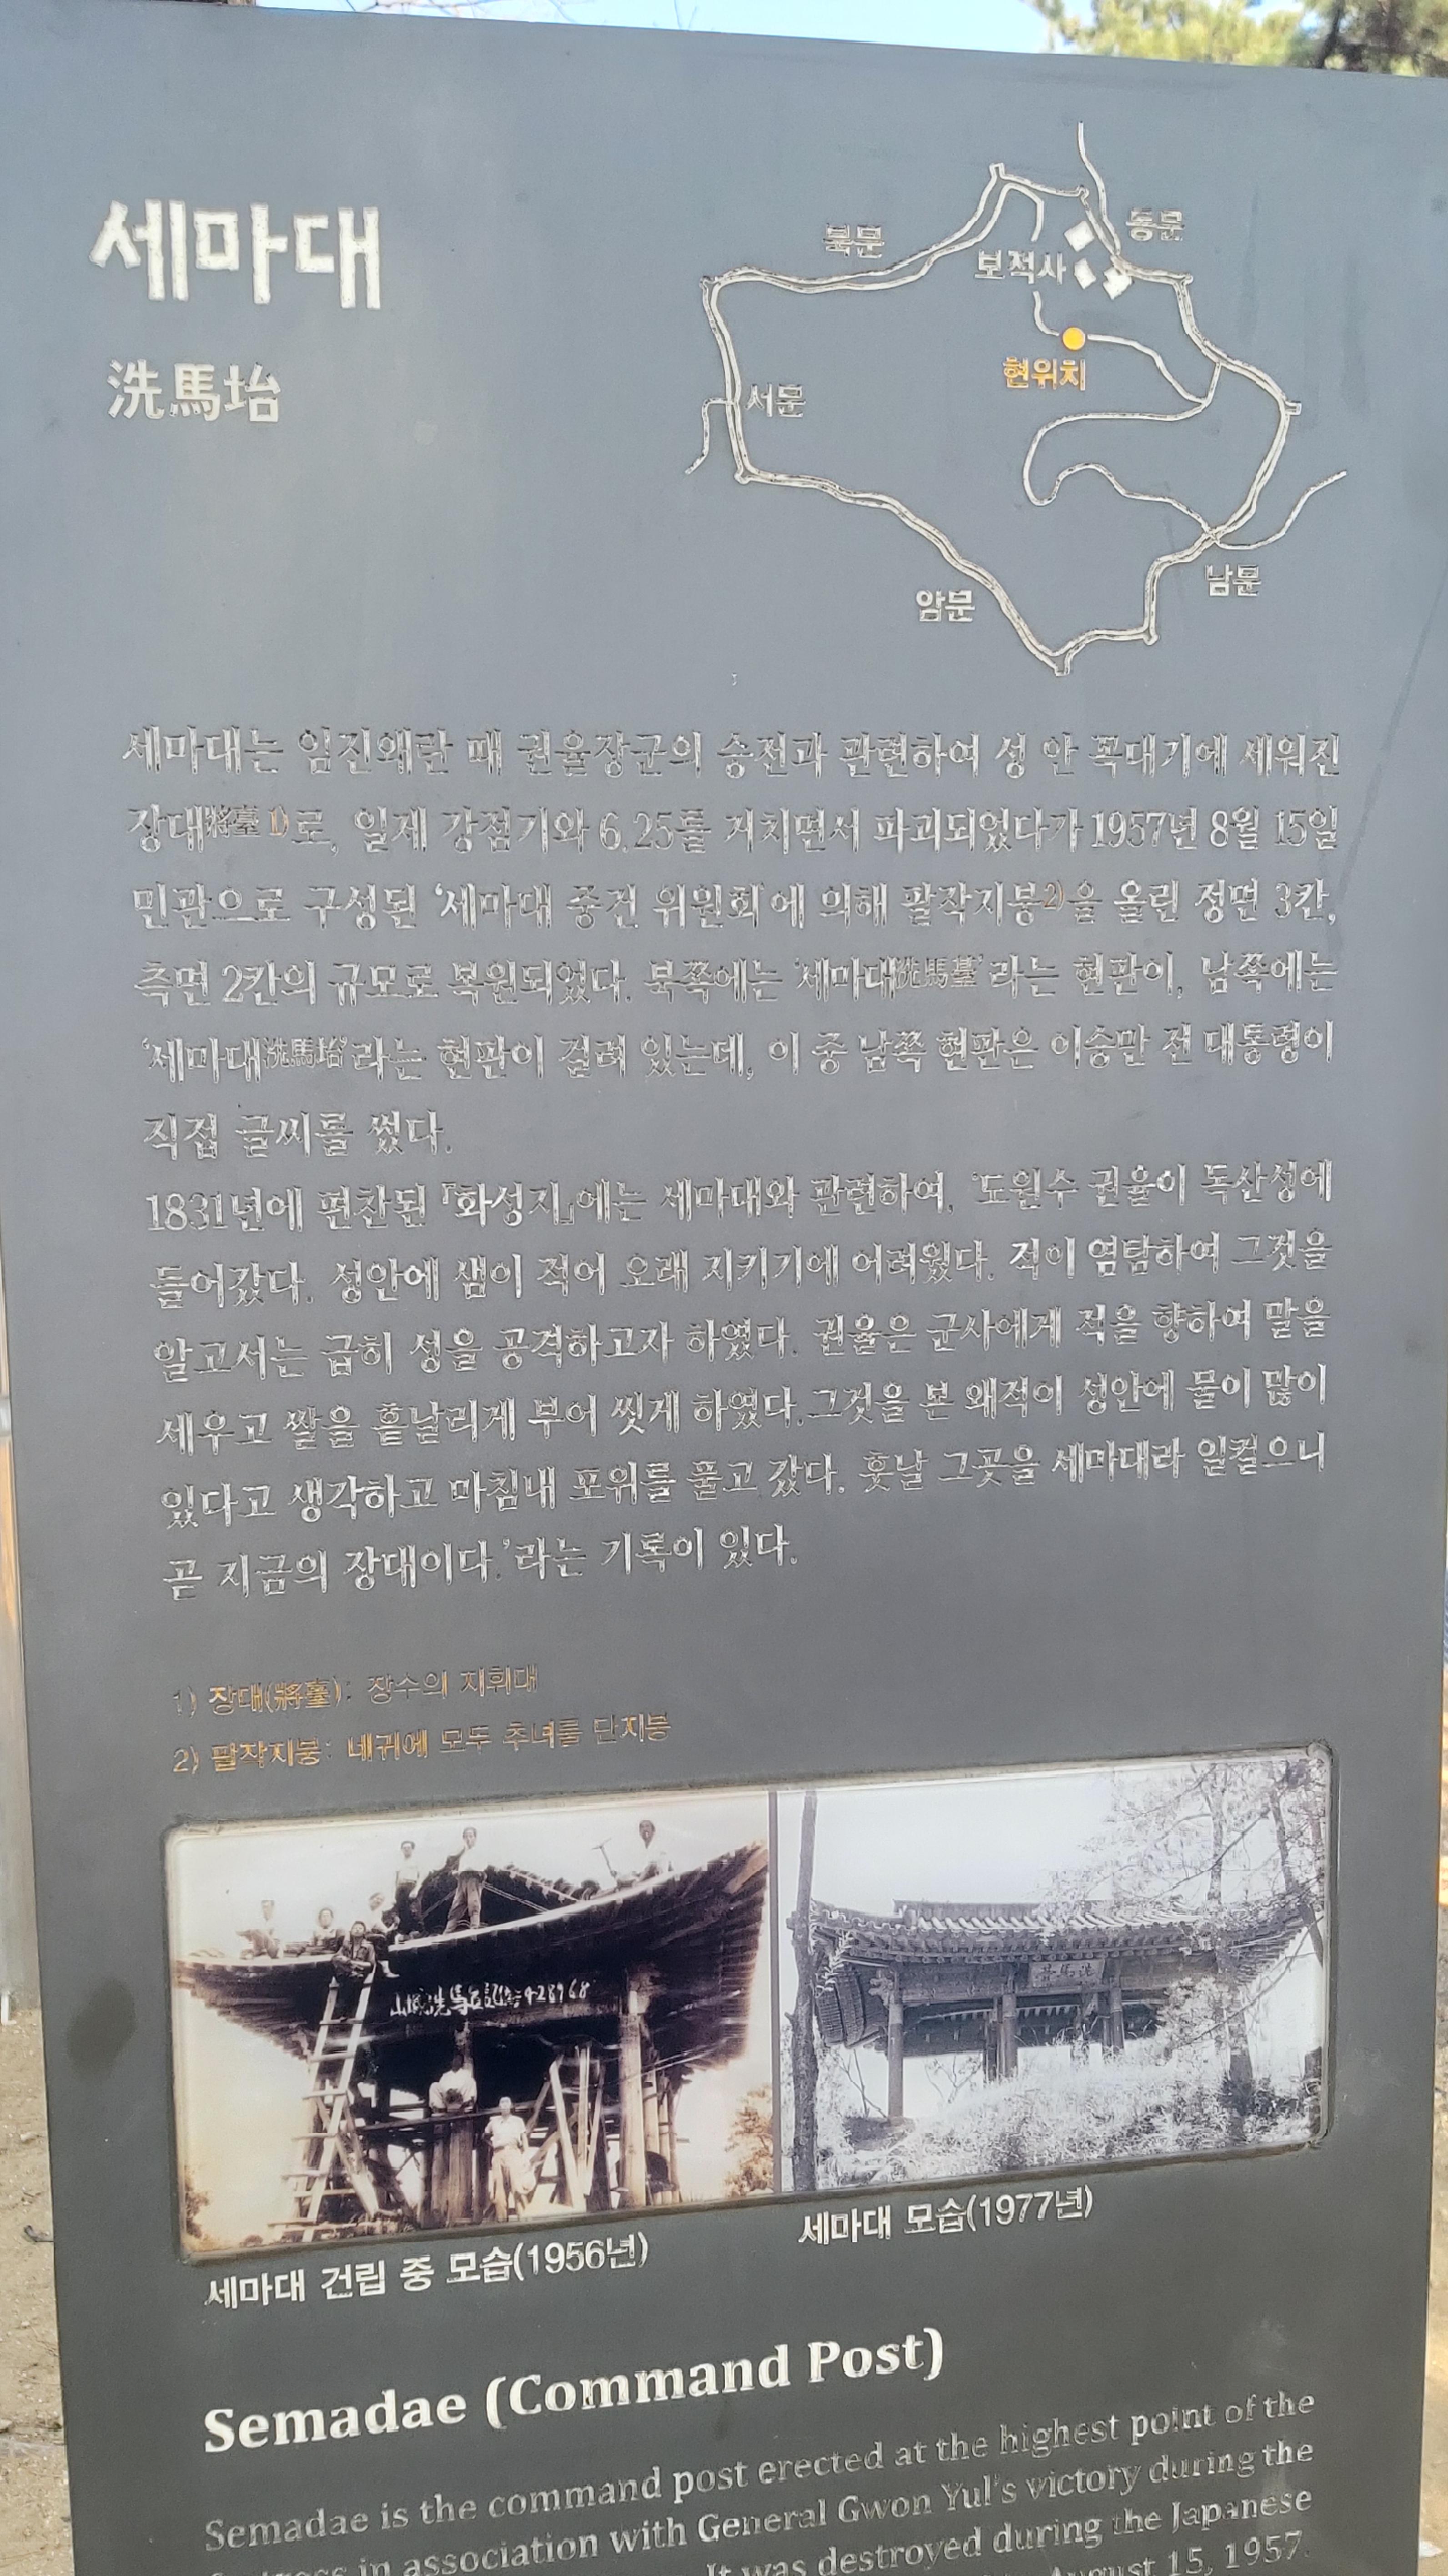 세마대
洗馬坮
북문
동문
보적사
현위치
서문
남문
암문
세마대는 임진왜란 때 권율장군의 승전과 관련하여 성 안 꼭대기에 세워진
장대將臺 1)로, 일제 강점기와 6.25를 거치면서 파괴되었다가 1957년 8월 15일
민관으로 구성된 '세마대 중건 위원회'에 의해 팔작지붕2)을 올린 정면 3칸,
측면 2칸의 규모로 복원되었다. 북쪽에는 '세마대洗馬臺'라는 현판이, 남쪽에는
'세마대洗馬坮'라는 현판이 걸려 있는데, 이 중 남쪽 현판은 이승만 전 대통령이
직접 글씨를 썼다.
1831년에 편찬된 『화성지』에는 세마대와 관련하여, '도원수 권율이 독산성에
들어갔다. 성안에 샘이 적어 오래 지키기에 어려웠다. 적이 염탐하여 그것을
알고서는 급히 성을 공격하고자 하였다. 권율은 군사에게 적을 향하여 말을
세우고 쌀을 흩날리게 부어 씻게 하였다.그것을 본 왜적이 성안에 물이 많이
있다고 생각하고 마침내 포위를 풀고 갔다. 훗날 그곳을 세마대라 일컬으니
곧 지금의 장대이다.'라는 기록이 있다.
1) 장대(將臺): 장수의 지휘대
2) 팔작지붕: 네귀에 모두 추녀를 단지붕
세마대 건립 중 모습(1956년)
세마대 모습(1977년)
Semadae (Command Post)
Semadae is the command post erected at the highest point of the
in association with General Gwon Yul's victory during the
It was destroyed during the Japanese
August 15, 1957.